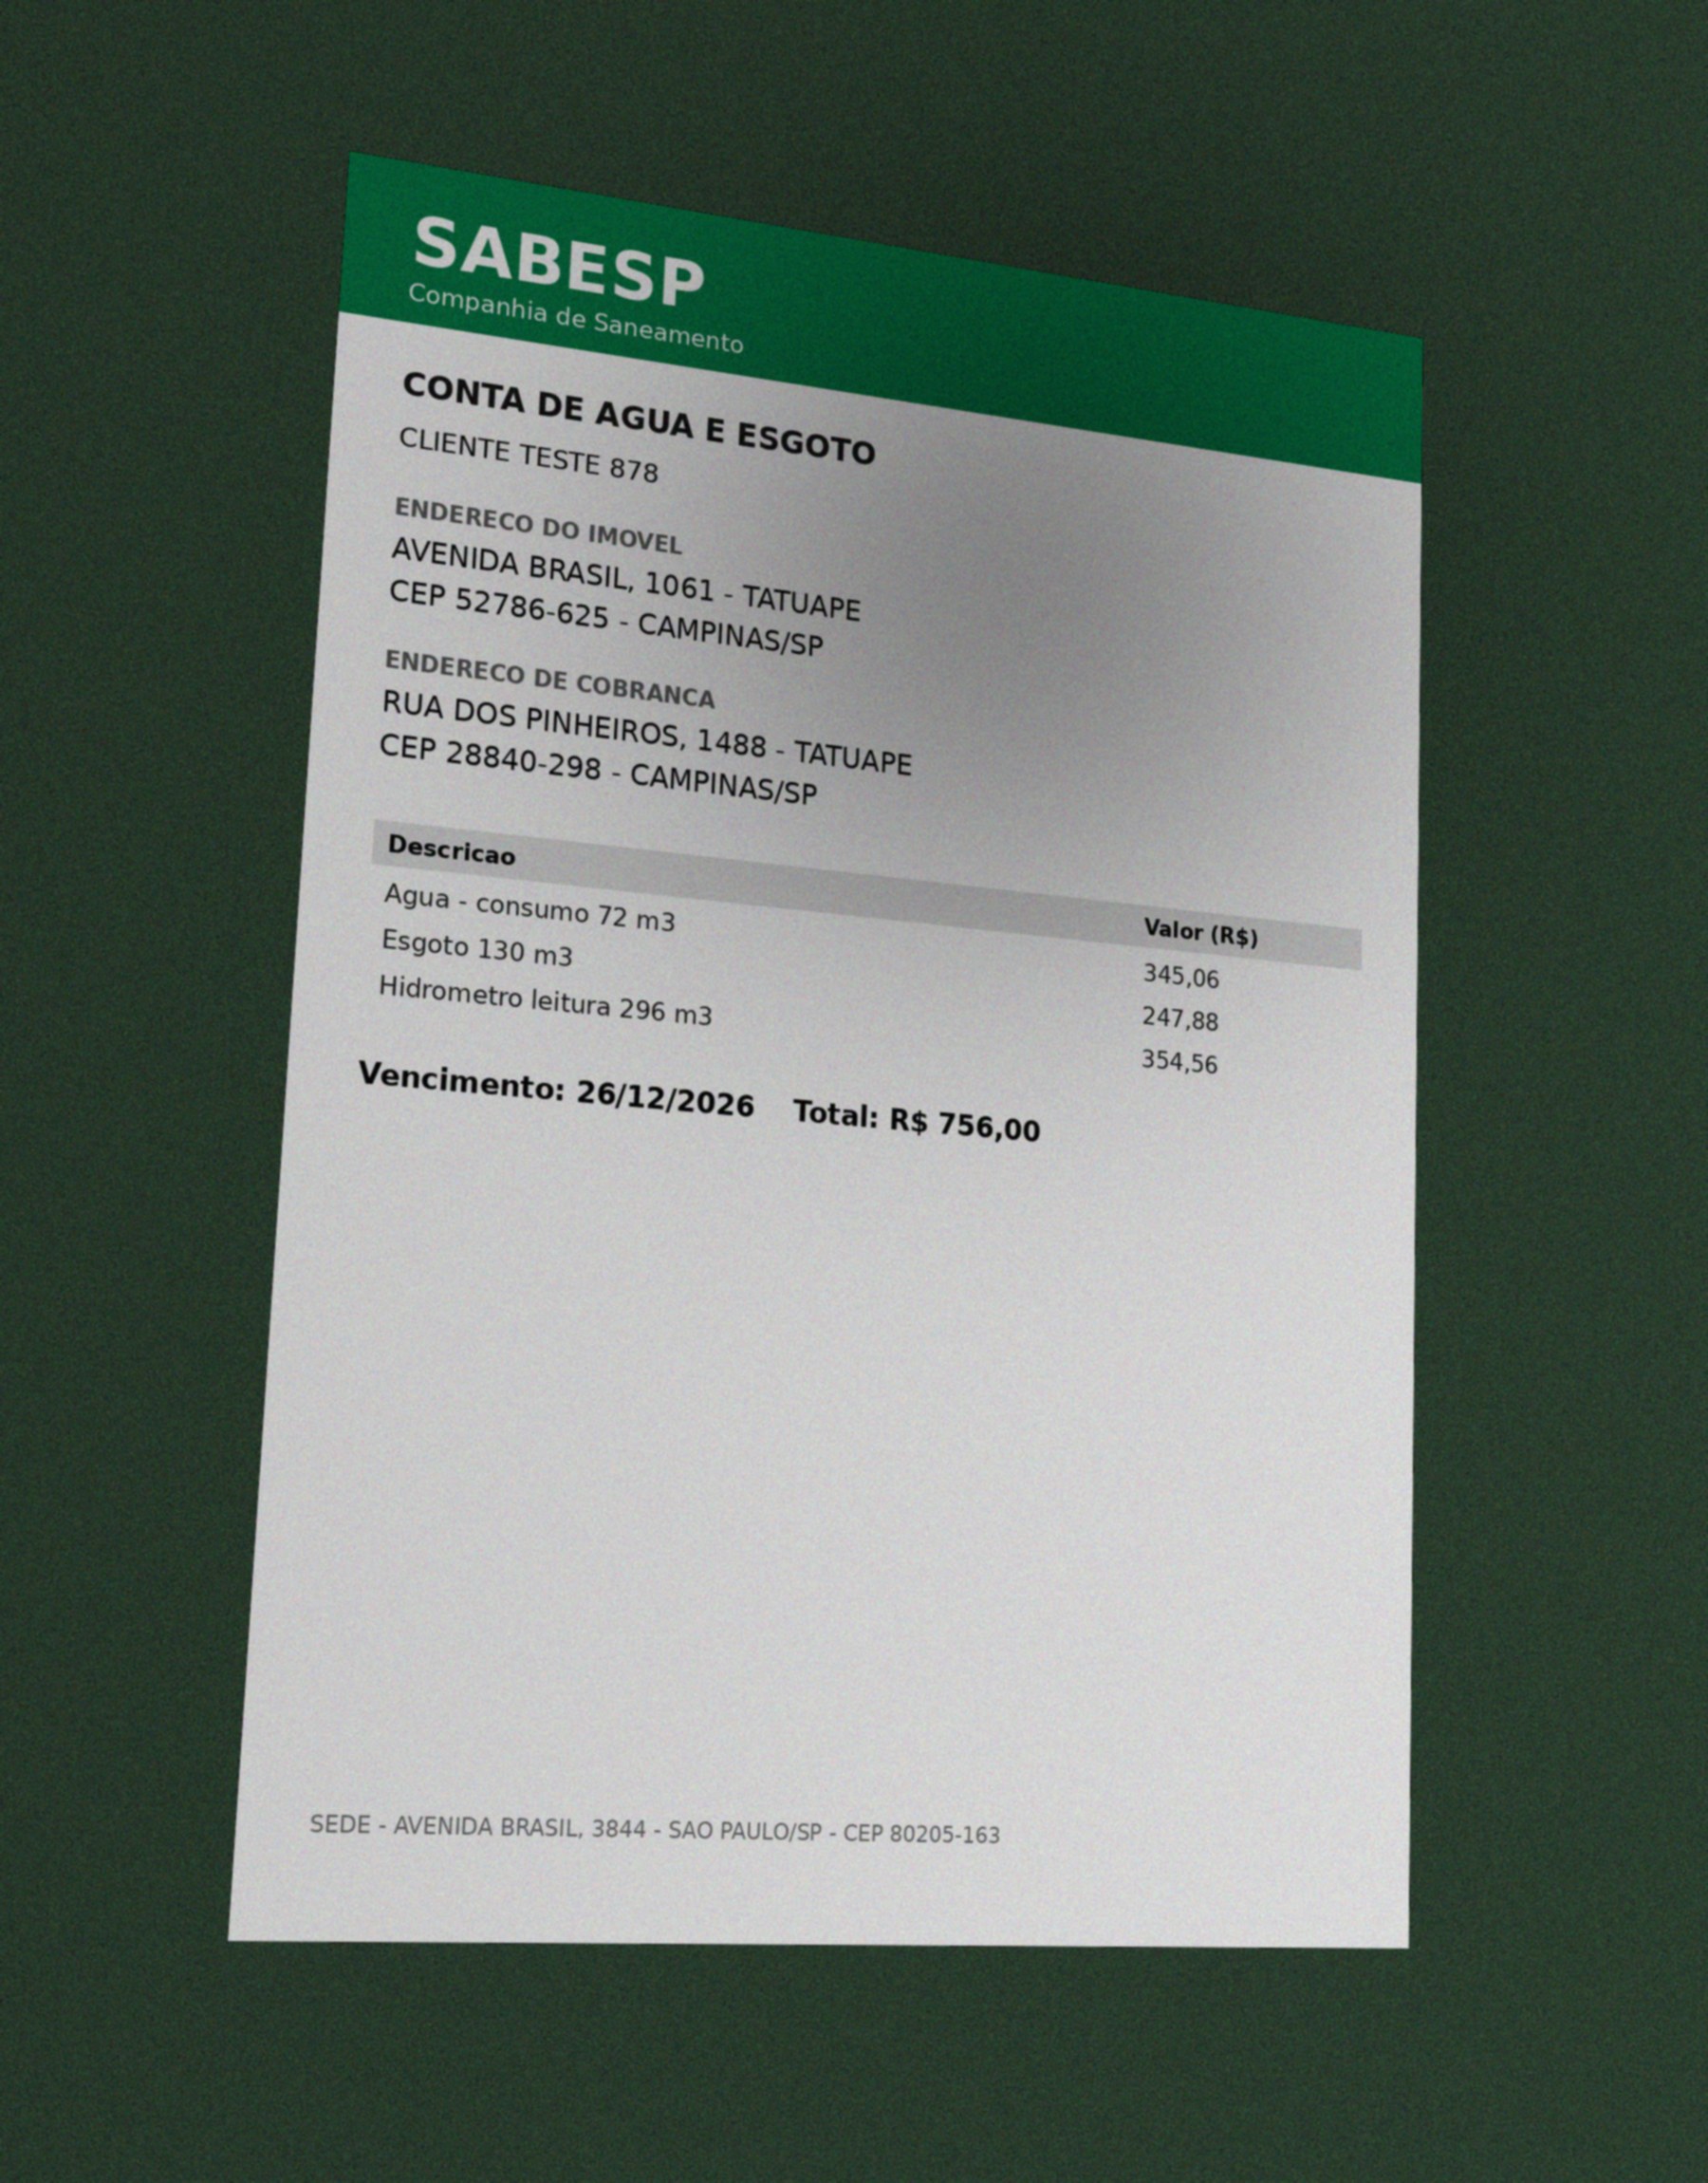 SABESP
Companhia de Saneamento
CONTA DE AGUA E ESGOTO
CLIENTE TESTE 878
ENDERECO DO IMOVEL
AVENIDA BRASIL, 1061 - TATUAPE
CEP 52786-625 - CAMPINAS/SP
ENDERECO DE COBRANCA
RUA DOS PINHEIROS, 1488 - TATUAPE
CEP 28840-298 - CAMPINAS/SP
Descricao Valor (R$)
Agua - consumo 72 m3 345,06
Esgoto 130 m3 247,88
Hidrometro leitura 296 m3 354,56
Vencimento: 26/12/2026 Total: R$ 756,00
SEDE - AVENIDA BRASIL, 3844 - SAO PAULO/SP - CEP 80205-163